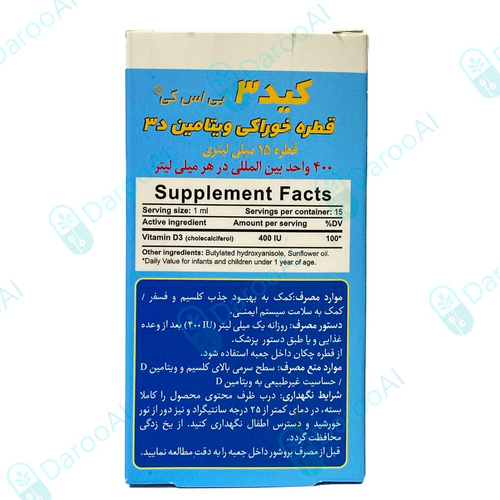 کید۳
بی اس کی®
قطره خوراکی ویتامین د۳
قطره ۱۵ میلی لیتری
۴۰۰ واحد بین المللی در هر میلی لیتر
Supplement Facts
Serving size: 1 ml Servings per container: 15
Active ingredient Amount per serving %DV
Vitamin D3 (cholecalciferol) 400 IU 100*
Other ingredients: Butylated hydroxyanisole, Sunflower oil.
*Daily Value for infants and children under 1 year of age.
موارد مصرف: کمک به بهبود جذب کلسیم و فسفر /
کمک به سلامت سیستم ایمنی.
دستور مصرف: روزانه یک میلی لیتر (۴۰۰ IU) بعد از وعده
غذایی و یا طبق دستور پزشک.
از قطره چکان داخل جعبه استفاده شود.
موارد منع مصرف: سطح سرمی بالای کلسیم و ویتامین D
/ حساسیت غیرطبیعی به ویتامین D
شرایط نگهداری: درب ظرف محتوی محصول را کاملا
بسته، در دمای کمتر از ۲۵ درجه سانتیگراد و نیز دور از نور
خورشید و دسترس اطفال نگهداری کنید. از یخ زدگی
محافظت گردد.
قبل از مصرف بروشور داخل جعبه را به دقت مطالعه نمایید.
DarooAI